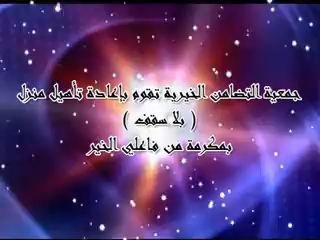 جمعية التضامن الخيرية تقوم بإعادة تأهيل منزل
( بلا سقف )
بمكرمة من فاعلي الخير